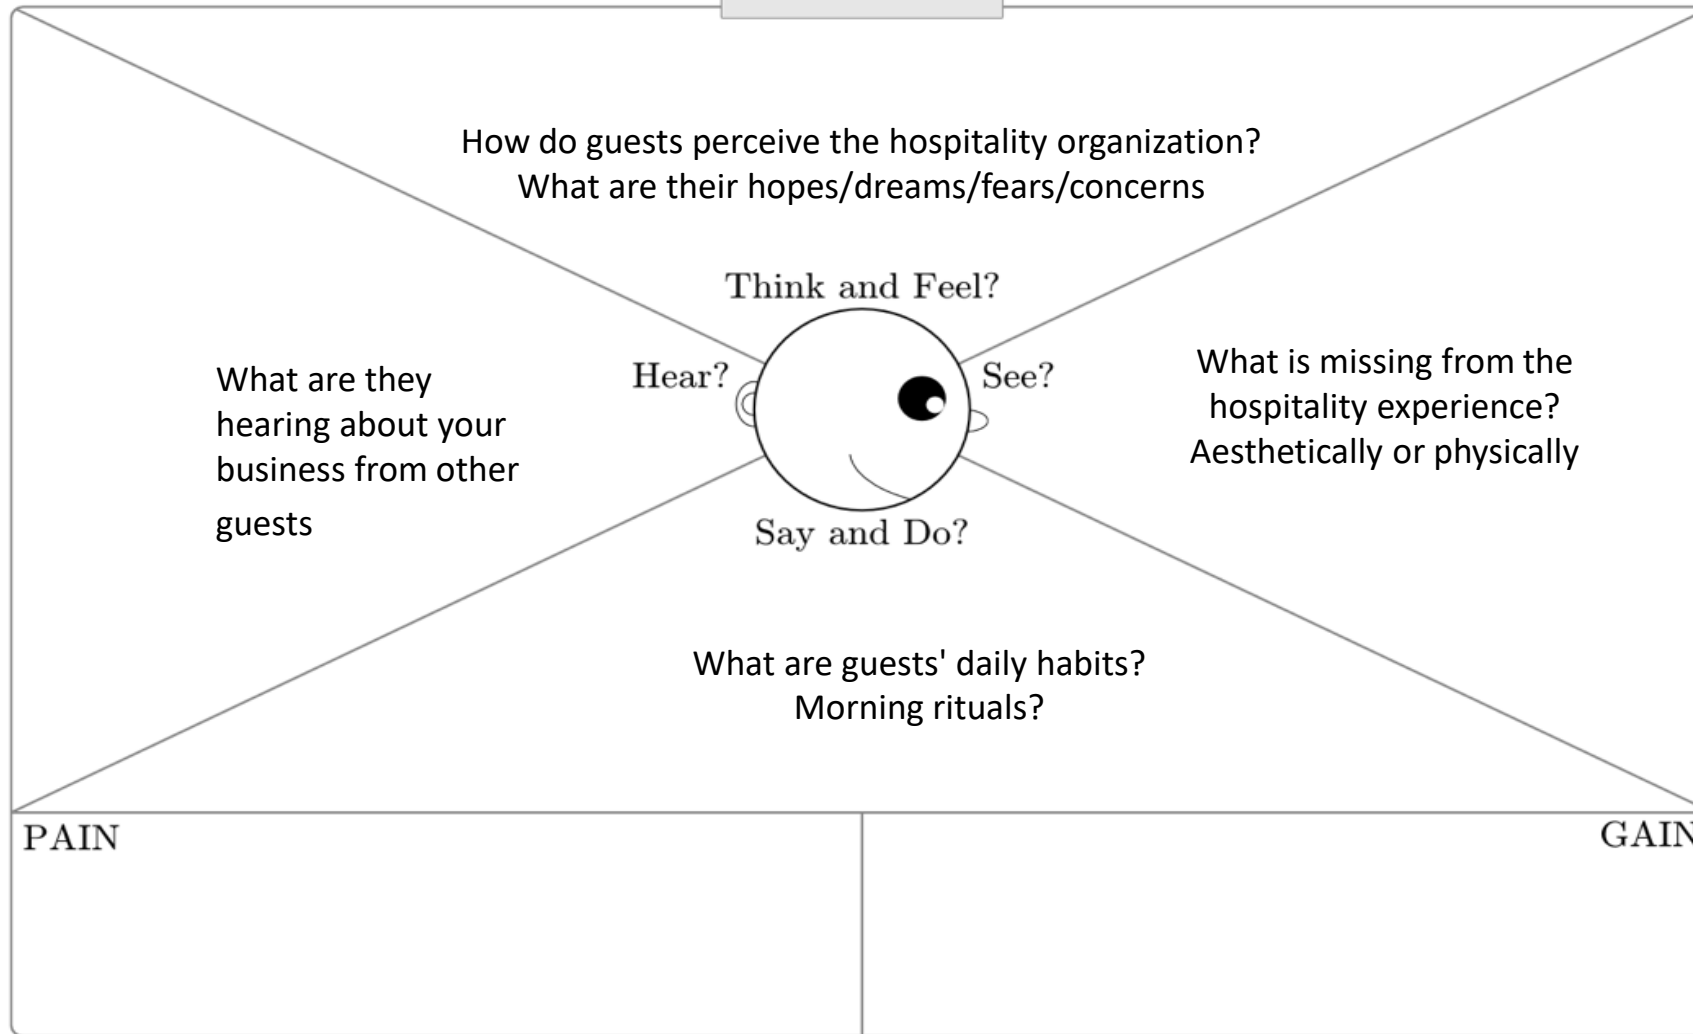 How do guests perceive the hospitality organization?
What are their hopes/dreams/fears/concerns
Think and Feel?
Hear?
See?
What are they
hearing about your
business from other
guests
What is missing from the
hospitality experience?
Aesthetically or physically
Say and Do?
What are guests' daily habits?
Morning rituals?
PAIN
GAIN